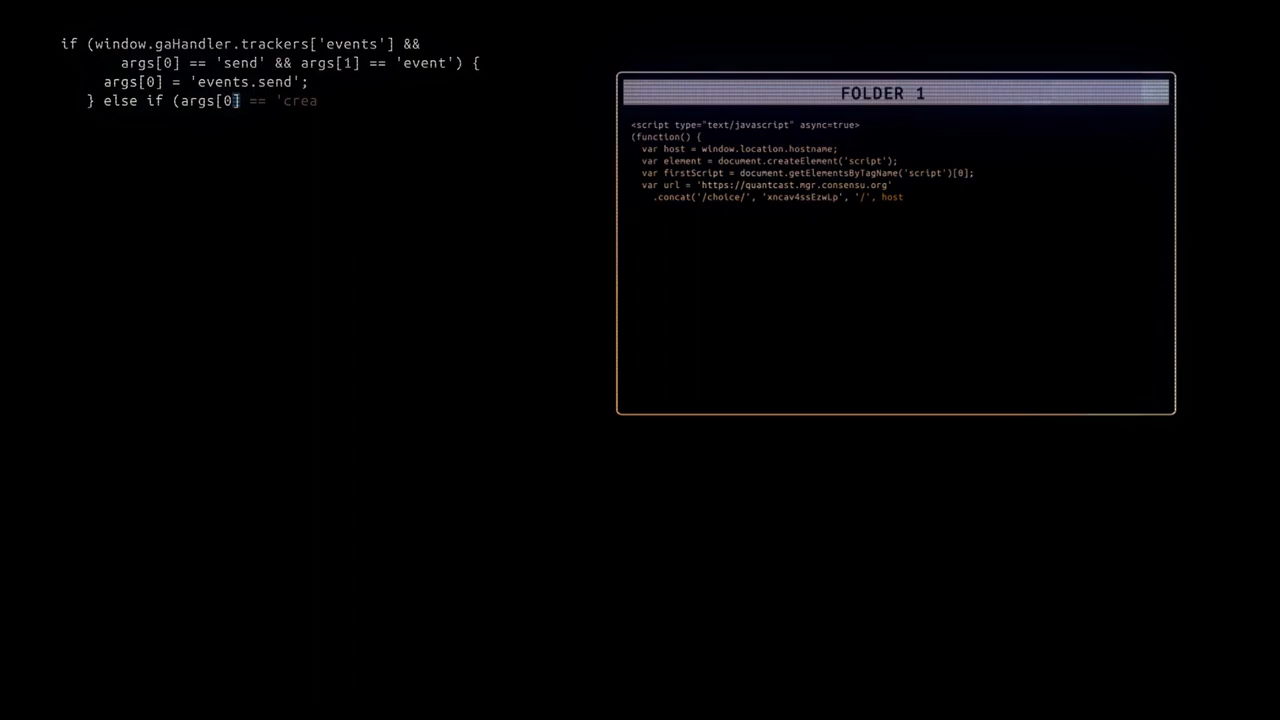 if (window.gaHandler.trackers['events'] &&
args[0] == 'send' && args[1] == 'event') {
args[0] = 'events.send';
} else if (args[0] == 'crea
FOLDER 1
<script type="text/javascript" async=true>
(function() {
var host = window.location.hostname;
var element = document.createElement('script');
var firstScript = document.getElementsByTagName('script')[0];
var url = 'https://quantcast.mgr.consensu.org'
.concat('/choice/', 'xncav4ssEzwLp', '/', host